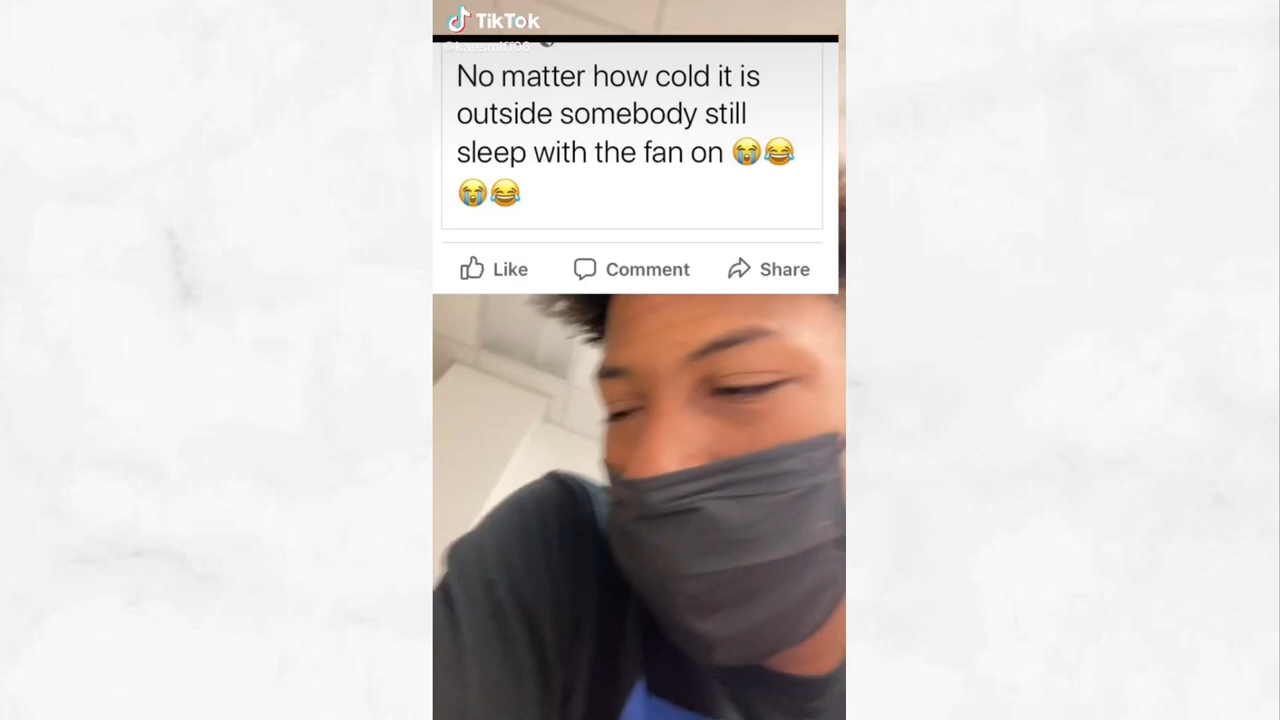 TikTok
No matter how cold it is
outside somebody still
sleep with the fan on 😭😂
😭😂
Like
Comment
Share